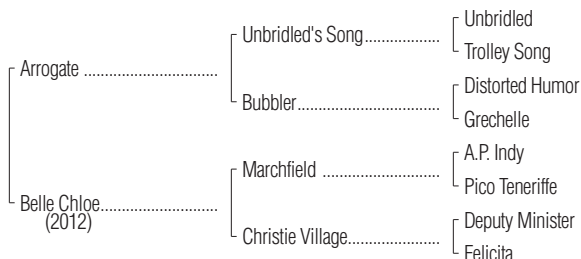 Unbridled
Unbridled's Song..................
Trolley Song
Arrogate ................................
Distorted Humor
Bubbler..................................
Grechelle
A.P. Indy
Marchfield ............................
Pico Teneriffe
Belle Chloe............................
(2012)
Deputy Minister
Christie Village......................
Felicita